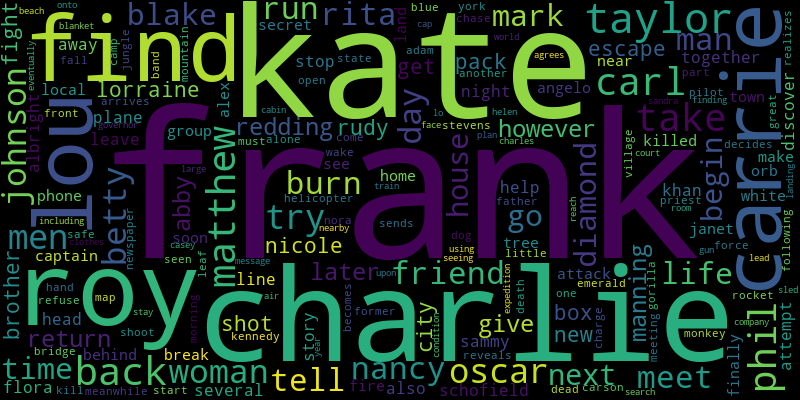 frank
kate
charlie
carrie
roy
find
lou
phil
carl
taylor
matthew
oscar
back
woman
tell
nancy
take
friend
burn
try
men
betty
johnson
blake
rita
run
mark
man
redding
rudy
lorraine
house
day
diamond
begin
life
meet
next
time
return
nicole
abby
however
go
escape
pack
get
night
angelo
together
near
killed
khan
orb
make
white
discover
realizes
town
pilot
land
chase
york
cap
blue
secret
stop
state
adam
open
another
alex
group
plane
local
away
fight
fall
camp
jungle
band
mountain
beach
blanket
onto
eventually
front
albright
leave
phone
including
safe
captain
newspaper
soon
seen
brother
clothes
large
governor
helicopter
wake
see
home
must
alone
come
train
sends
help
father
charles
plan
helen
lo
face
stevens
world
agrees
part
finding
sandra
decides
great
landing
janet
force
priest
room
court
village
tree
little
dog
using
seeing
nora
nearby
upon
air
message
casey
leaf
line
later
shot
kennedy
story
year
city
condition
give
sammy
reveals
becomes
former
fire
also
schofield
death
expedition
emerald
attack
one
box
new
charge
dead
carson
search
manning
gorilla
meeting
monkey
reach
gun
rocket
sled
following
lead
attempt
company
finally
hand
refuse
map
stay
morning
head
shoot
bridge
behind
break
several
flora
kill
meanwhile
start
arrives